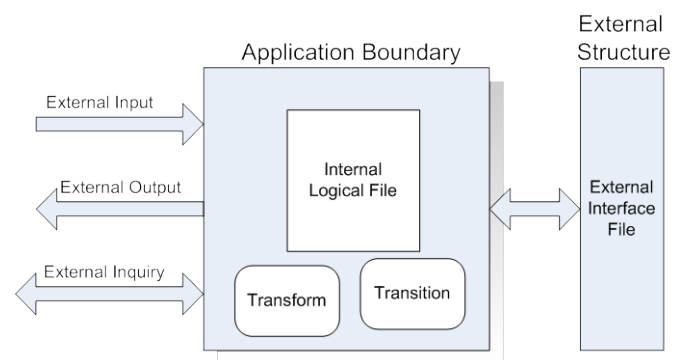 External
Structure
Application Boundary
External Input
External Output
External Inquiry
Internal
Logical File
Transform
Transition
External
Interface
File